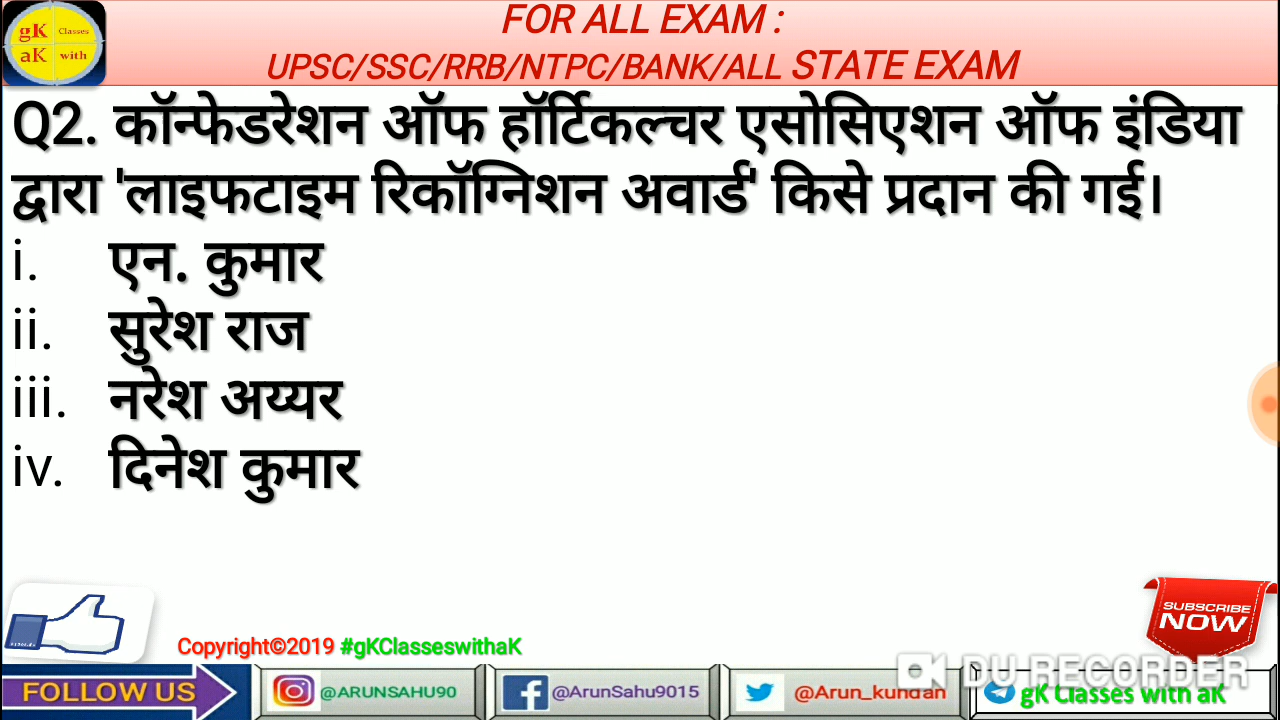 gK Classes
aK with
FOR ALL EXAM :
UPSC/SSC/RRB/NTPC/BANK/ALL STATE EXAM
Q2. कॉन्फेडरेशन ऑफ हॉर्टिकल्चर एसोसिएशन ऑफ इंडिया
द्वारा 'लाइफटाइम रिकॉग्निशन अवार्ड' किसे प्रदान की गई।
i. एन. कुमार
ii. सुरेश राज
iii. नरेश अय्यर
iv. दिनेश कुमार
SUBSCRIBE
NOW
Copyright©2019 #gKClasseswithaK
DU RECORDER
FOLLOW US @ARUNSAHU90 @ArunSahu9015 @Arun_kundan gK Classes with aK